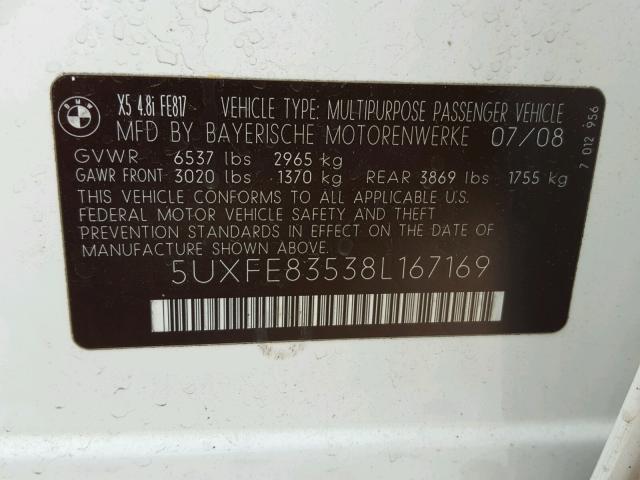 BMW
X5 4.8i FE817 VEHICLE TYPE: MULTIPURPOSE PASSENGER VEHICLE
MFD BY BAYERISCHE MOTORENWERKE 07/08
GVWR 6537 lbs 2965 kg
GAWR FRONT 3020 lbs 1370 kg REAR 3869 lbs 1755 kg
THIS VEHICLE CONFORMS TO ALL APPLICABLE U.S.
FEDERAL MOTOR VEHICLE SAFETY AND THEFT
PREVENTION STANDARDS IN EFFECT ON THE DATE OF
MANUFACTURE SHOWN ABOVE.
5UXFE83538L167169
7 012 956